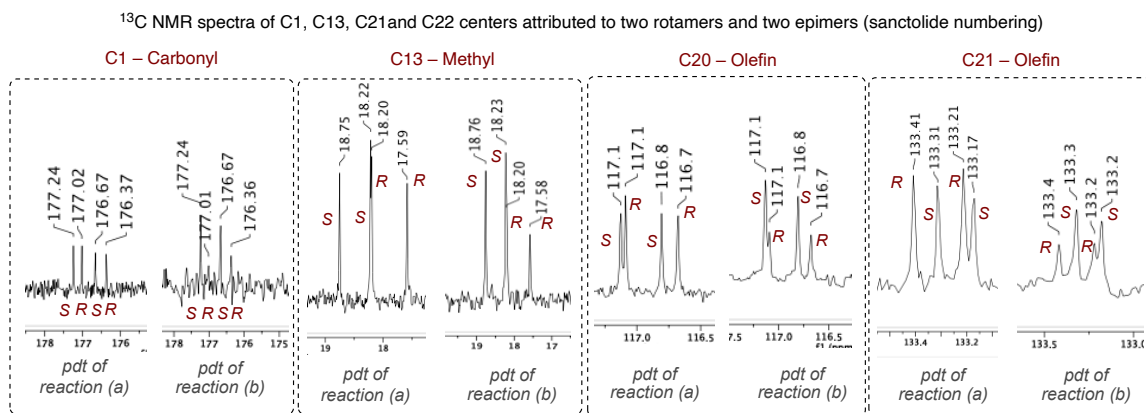 ¹³C NMR spectra of C1, C13, C21and C22 centers attributed to two rotamers and two epimers (sanctolide numbering)
C1 – Carbonyl
177.24
177.02
176.67
176.37
S R S R
178 177 176
pdt of
reaction (a)
177.24
177.01
176.67
176.36
S R S R
178 177 176 175
pdt of
reaction (b)
C13 – Methyl
18.75
18.22
18.20
17.59
S
S
R
R
19 18
pdt of
reaction (a)
18.76
18.23
18.20
17.58
S
S
R
R
19 18 17
pdt of
reaction (b)
C20 – Olefin
117.1
117.1
116.8
116.7
S
R
S
R
117.0 116.5
pdt of
reaction (a)
117.1
117.1
116.8
116.7
S
R
S
R
7.5 117.0 116.5
pdt of
reaction (b)
C21 – Olefin
133.41
133.31
133.21
133.17
R
S
R
S
133.4 133.2
pdt of
reaction (a)
133.4
133.3
133.2
133.2
R
S
R
S
133.5 133.0
pdt of
reaction (b)